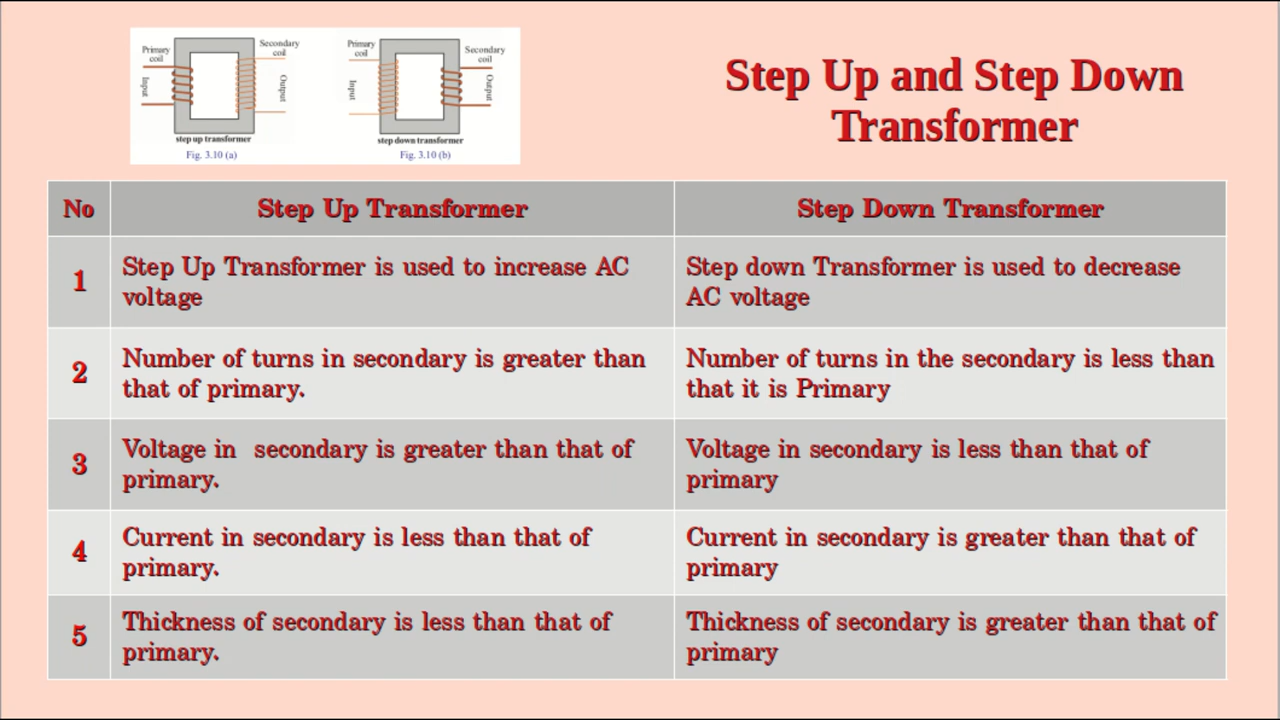 Primary
coil
Secondary
coil
Input
Output
step up transformer
Fig. 3.10 (a)
Primary
coil
Secondary
coil
Input
Output
step down transformer
Fig. 3.10 (b)
Step Up and Step Down
Transformer
No
Step Up Transformer
Step Down Transformer
1
Step Up Transformer is used to increase AC
voltage
Step down Transformer is used to decrease
AC voltage
2
Number of turns in secondary is greater than
that of primary.
Number of turns in the secondary is less than
that it is Primary
3
Voltage in  secondary is greater than that of
primary.
Voltage in secondary is less than that of
primary
4
Current in secondary is less than that of
primary.
Current in secondary is greater than that of
primary
5
Thickness of secondary is less than that of
primary.
Thickness of secondary is greater than that of
primary